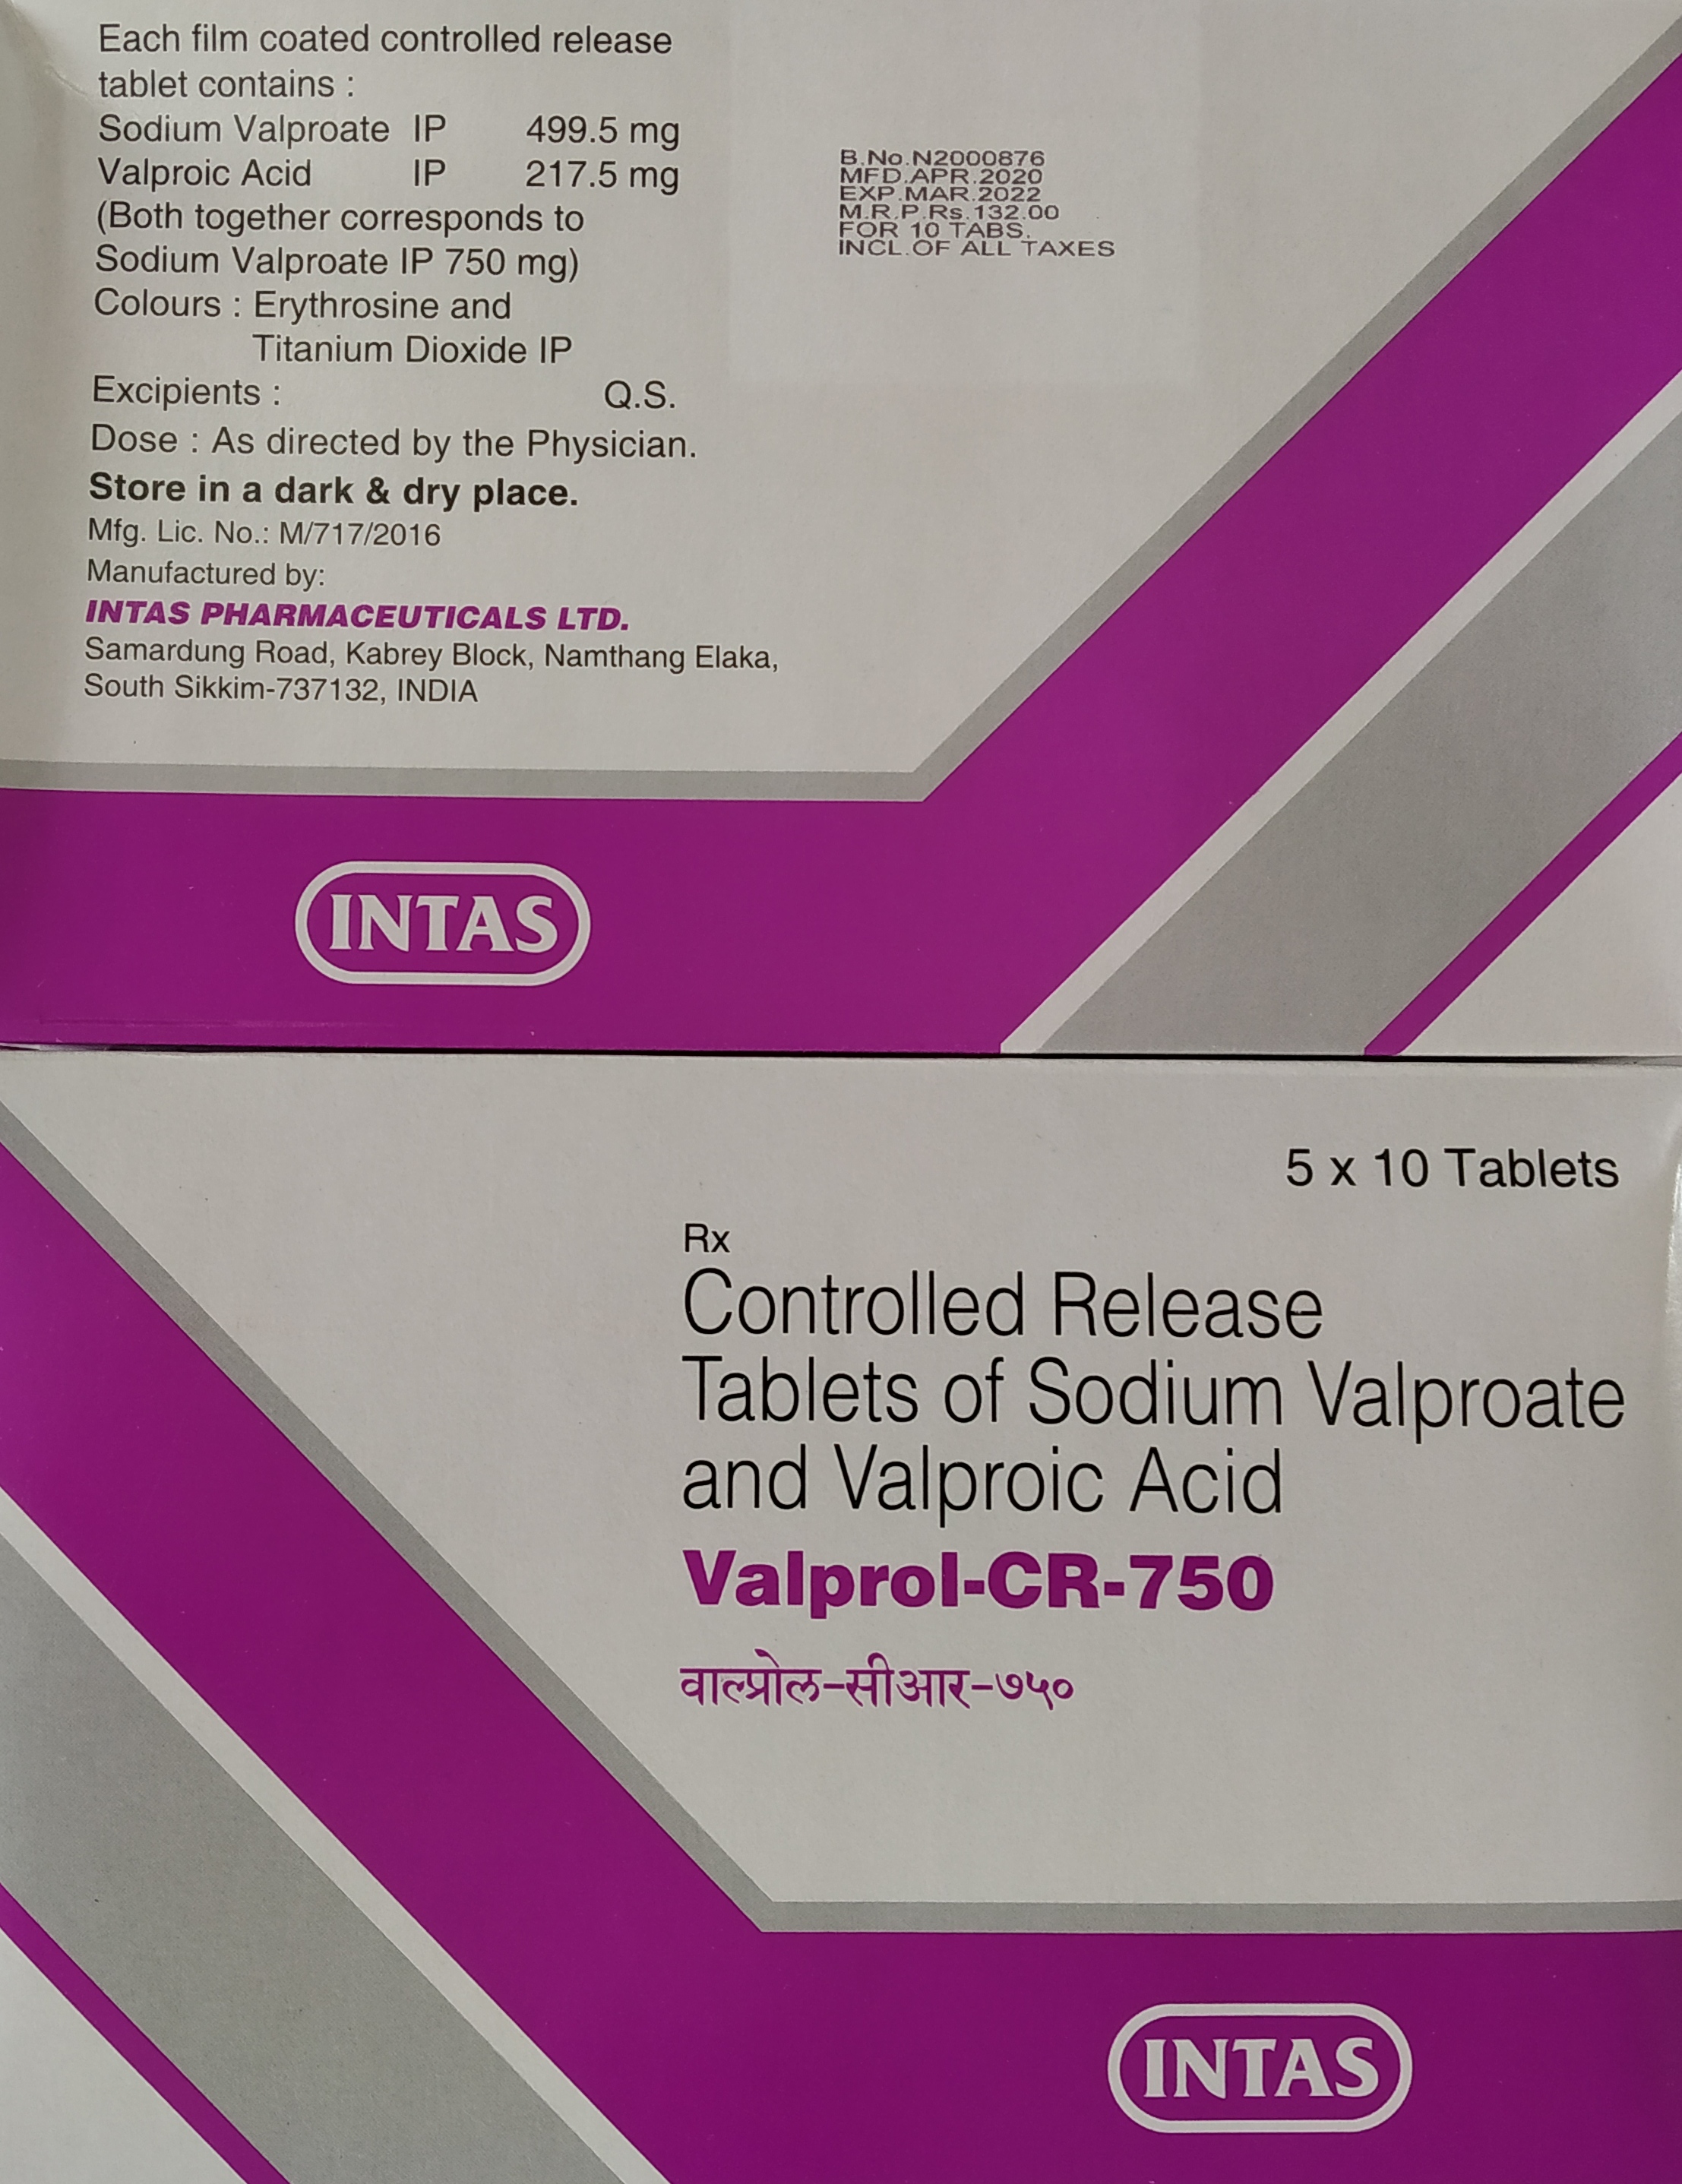 Each film coated controlled release
tablet contains :
Sodium Valproate IP 499.5 mg
Valproic Acid IP 217.5 mg
(Both together corresponds to
Sodium Valproate IP 750 mg)
Colours : Erythrosine and
Titanium Dioxide IP
Excipients : Q.S.
Dose : As directed by the Physician.
Store in a dark & dry place.
Mfg. Lic. No.: M/717/2016
Manufactured by:
INTAS PHARMACEUTICALS LTD.
Samardung Road, Kabrey Block, Namthang Elaka,
South Sikkim-737132, INDIA
B.No.N2000876
MFD.APR.2020
EXP.MAR.2022
M.R.P.Rs.132.00
FOR 10 TABS.
INCL.OF ALL TAXES
INTAS
5 x 10 Tablets
Rx
Controlled Release
Tablets of Sodium Valproate
and Valproic Acid
Valprol-CR-750
वाल्प्रोल-सीआर-७५०
INTAS